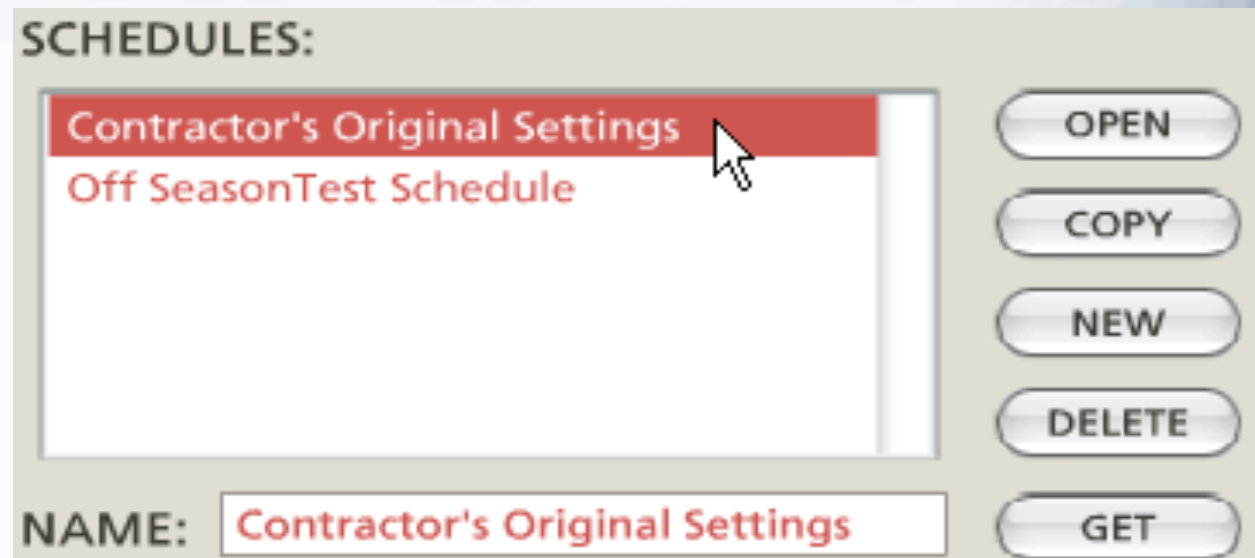 SCHEDULES:
Contractor's Original Settings
Off SeasonTest Schedule
OPEN
COPY
NEW
DELETE
NAME: Contractor's Original Settings
GET